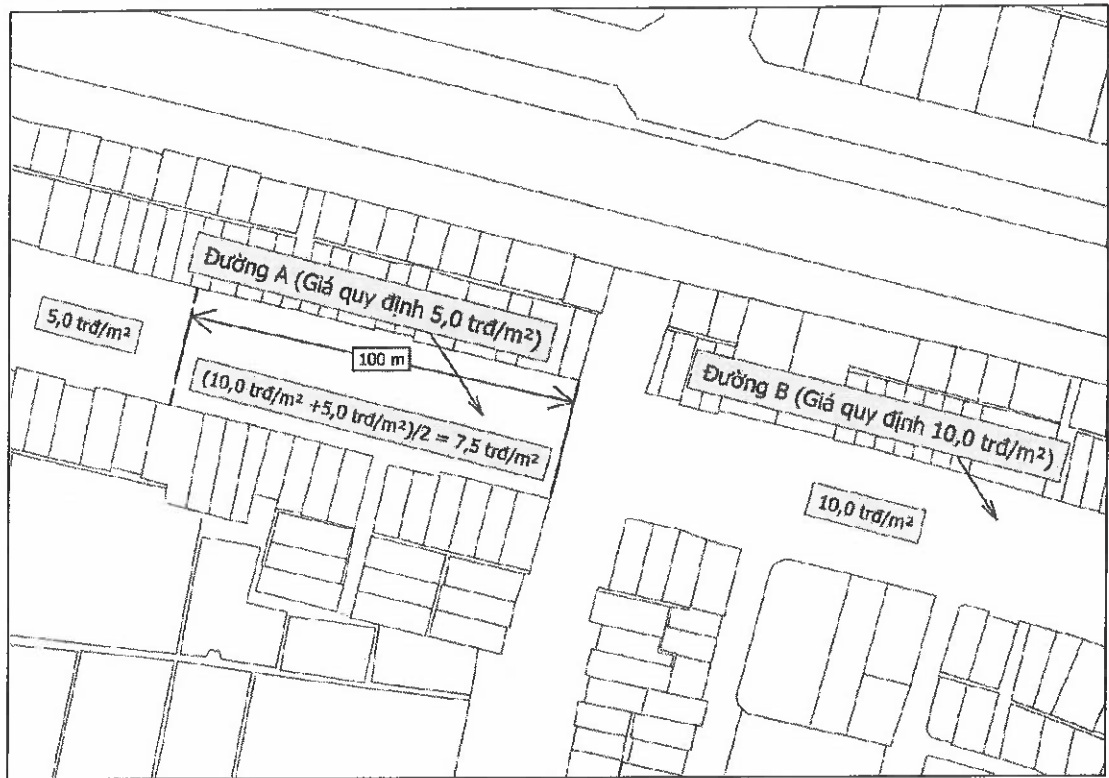 Đường A (Giá quy định 5,0 trđ/m²)
5,0 trđ/m²
100 m
(10,0 trđ/m² +5,0 trđ/m²)/2 = 7,5 trđ/m²
Đường B (Giá quy định 10,0 trđ/m²)
10,0 trđ/m²